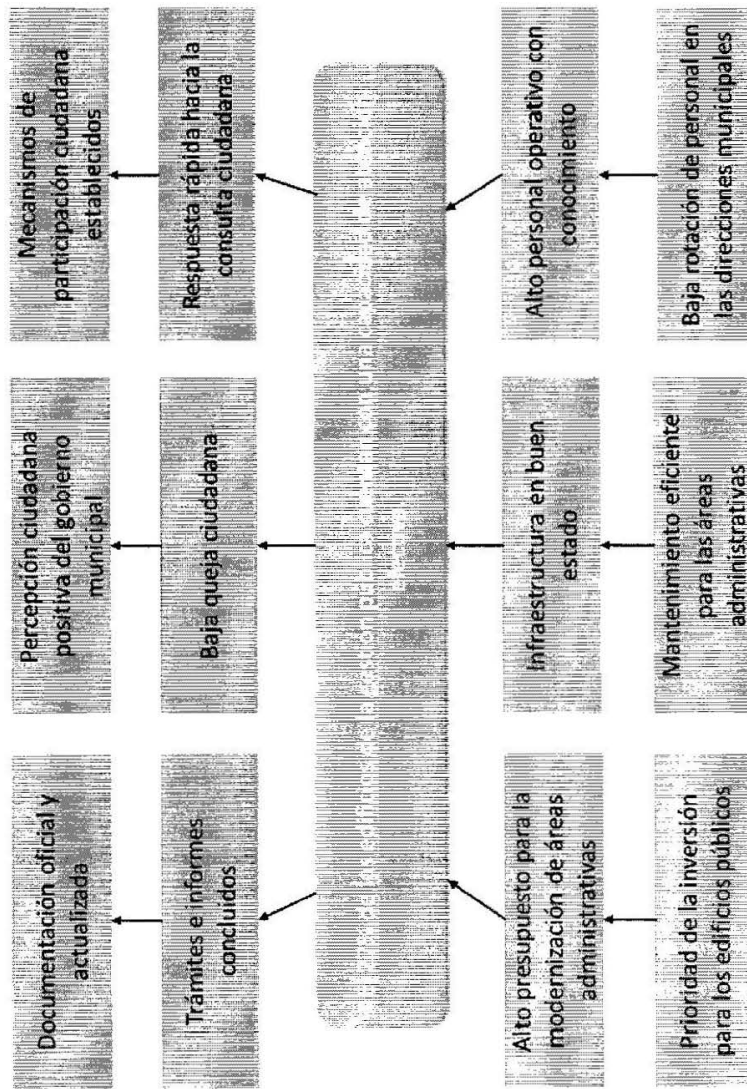 Documentación oficial y
actualizada
Percepción ciudadana
positiva del gobierno
municipal
Mecanismos de
participación ciudadana
establecidos
Trámites e informes
concluidos
Baja queja ciudadana
Respuesta rápida hacia la
consulta ciudadana
Alto presupuesto para la
modernización de áreas
administrativas
Infraestructura en buen
estado
Alto personal operativo con
conocimiento
Prioridad de la inversión
para los edificios públicos
Mantenimiento eficiente
para las áreas
administrativas
Baja rotación de personal en
las direcciones municipales